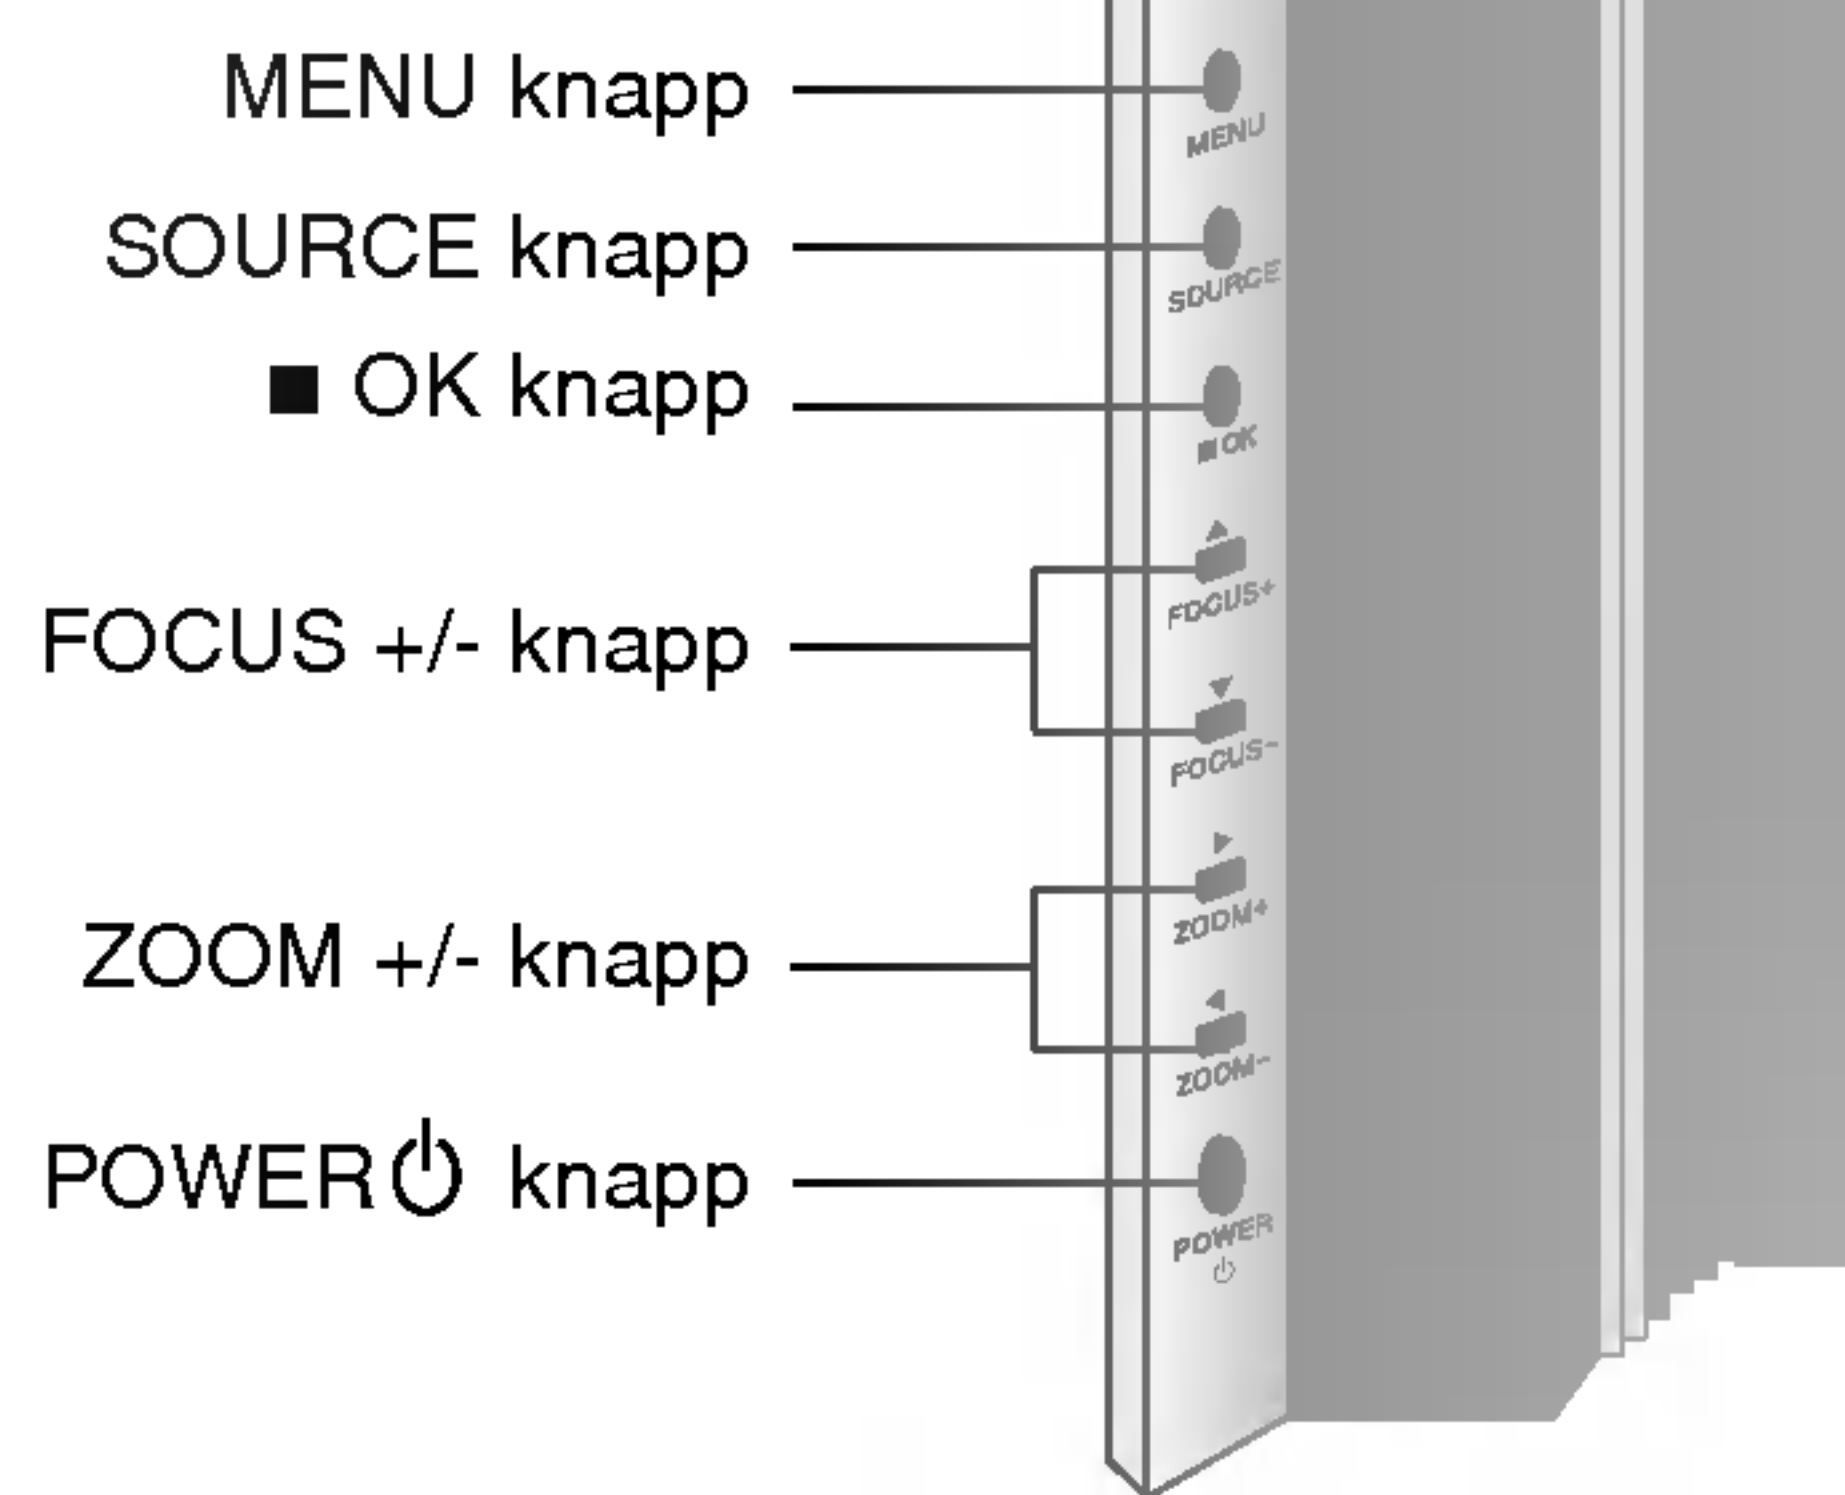 MENU knapp
SOURCE knapp
■ OK knapp
FOCUS +/- knapp
ZOOM +/- knapp
POWER⏻ knapp
MENU
SOURCE
■ OK
▲
FOCUS+
▼
FOCUS-
▶
ZOOM+
◀
ZOOM-
POWER
⏻